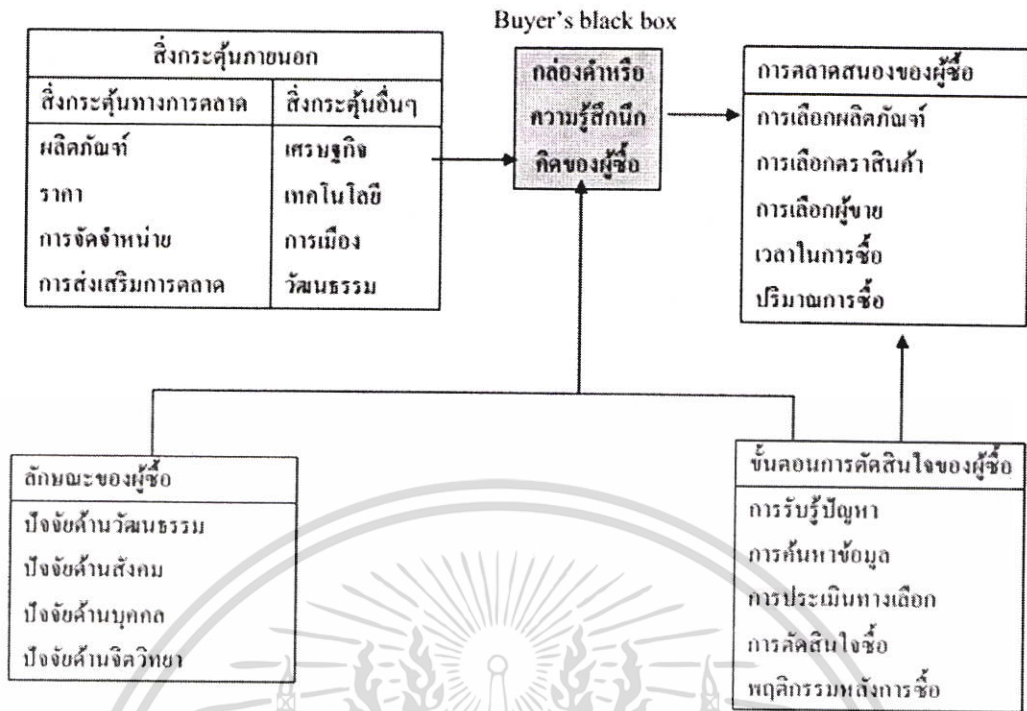 Buyer's black box
สิ่งกระตุ้นภายนอก
สิ่งกระตุ้นทางการตลาด สิ่งกระตุ้นอื่นๆ
ผลิตภัณฑ์ เศรษฐกิจ
ราคา เทคโนโลยี
การจัดจำหน่าย การเมือง
การส่งเสริมการตลาด วัฒนธรรม
กล่องดำหรือ
ความรู้สึกนึก
คิดของผู้ซื้อ
การตลาดสนองของผู้ซื้อ
การเลือกผลิตภัณฑ์
การเลือกตราสินค้า
การเลือกผู้ขาย
เวลาในการซื้อ
ปริมาณการซื้อ
ลักษณะของผู้ซื้อ
ปัจจัยด้านวัฒนธรรม
ปัจจัยด้านสังคม
ปัจจัยด้านบุคคล
ปัจจัยด้านจิตวิทยา
ขั้นตอนการตัดสินใจของผู้ซื้อ
การรับรู้ปัญหา
การค้นหาข้อมูล
การประเมินทางเลือก
การตัดสินใจซื้อ
พฤติกรรมหลังการซื้อ